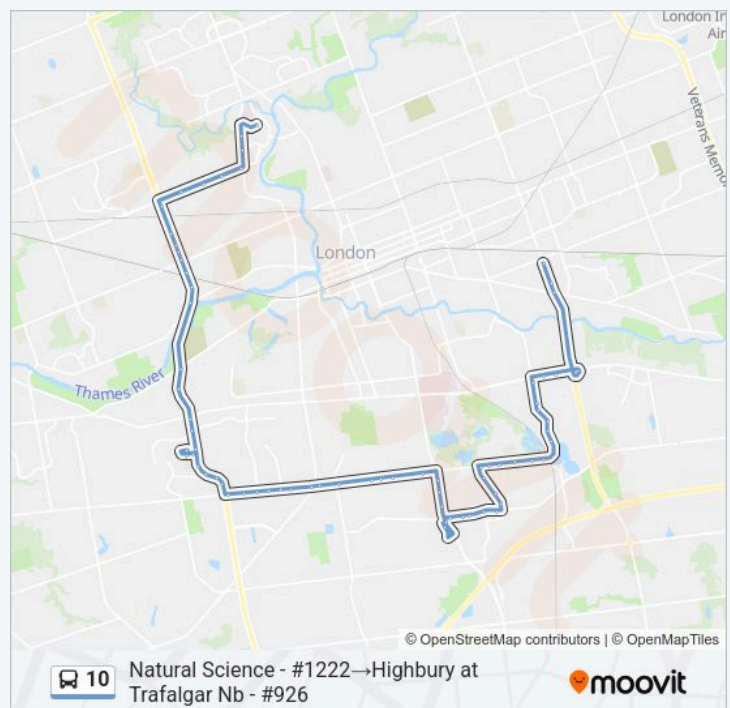 London In
Air
Veterans Memo
London
Thames River
© OpenStreetMap contributors | © OpenMapTiles
10
Natural Science - #1222→Highbury at
Trafalgar Nb - #926
moovit